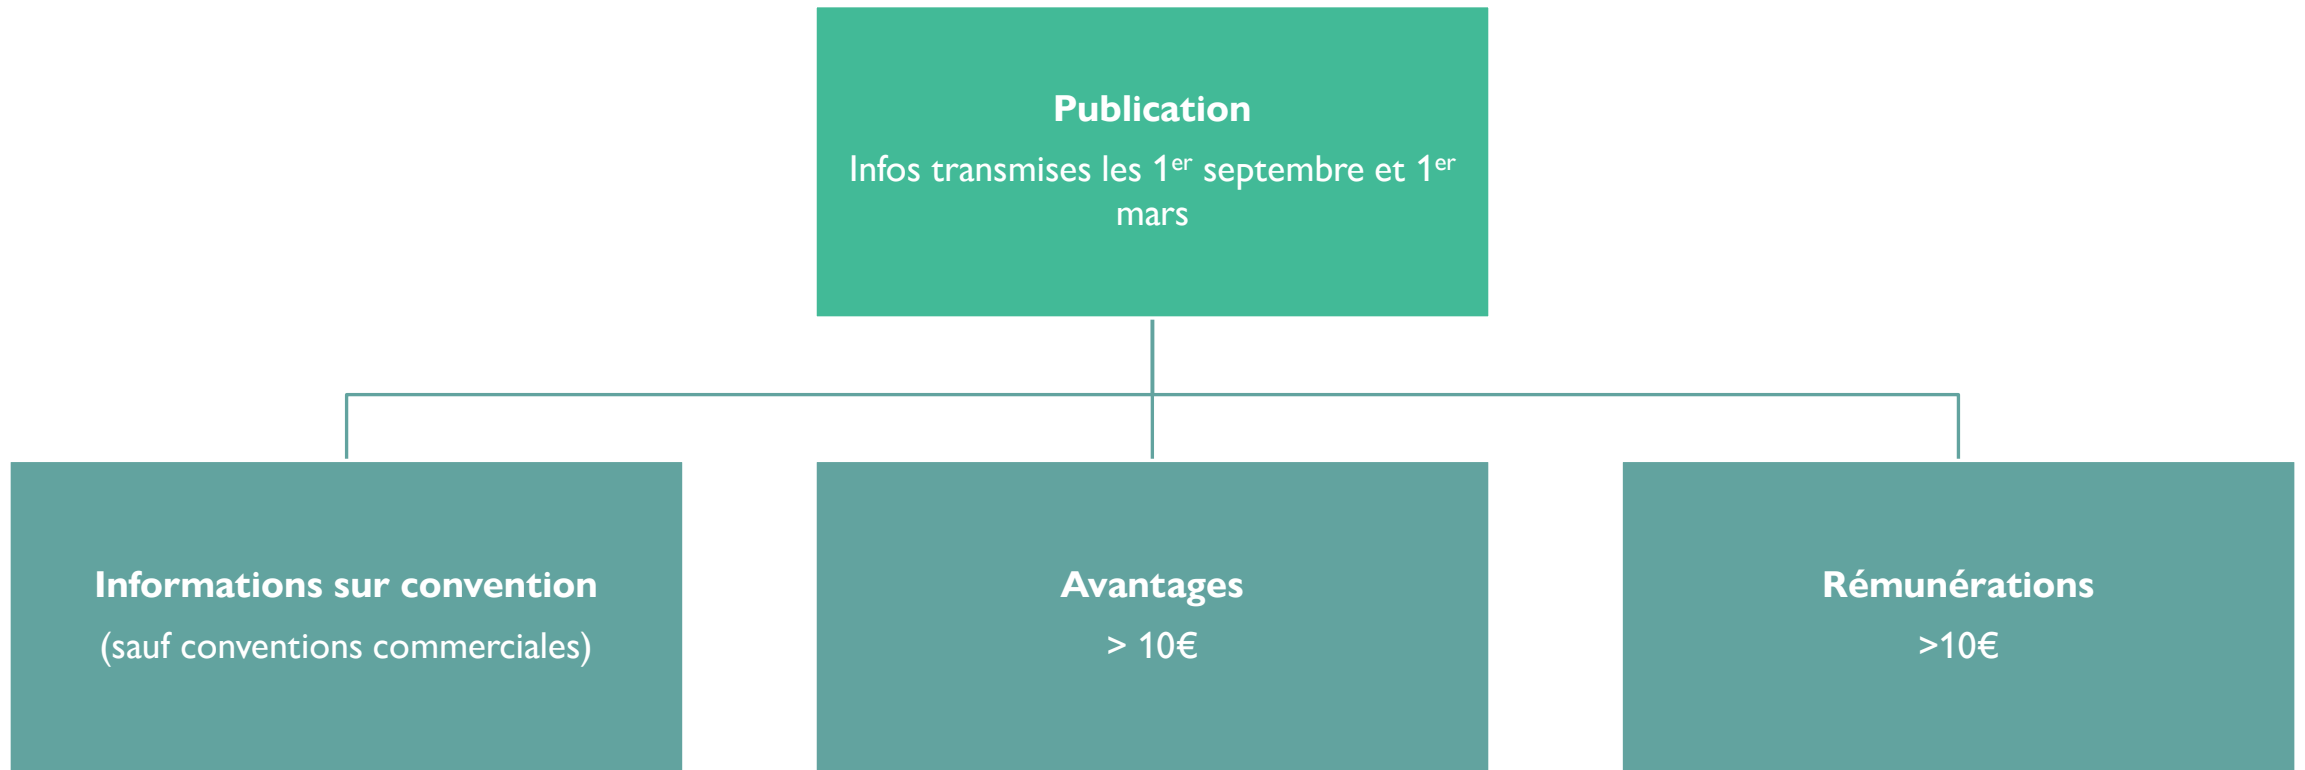 Publication
Infos transmises les 1er septembre et 1er
mars
Informations sur convention
(sauf conventions commerciales)
Avantages
> 10€
Rémunérations
>10€